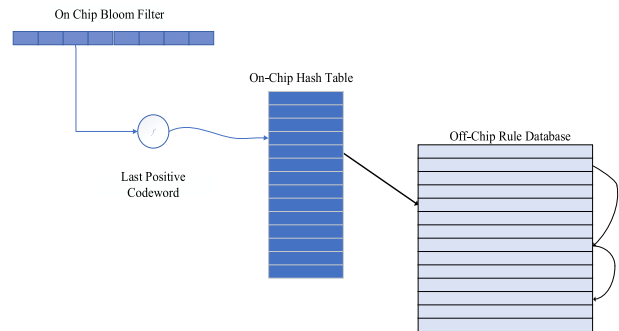 On Chip Bloom Filter
On-Chip Hash Table
Off-Chip Rule Database
f
Last Positive
Codeword